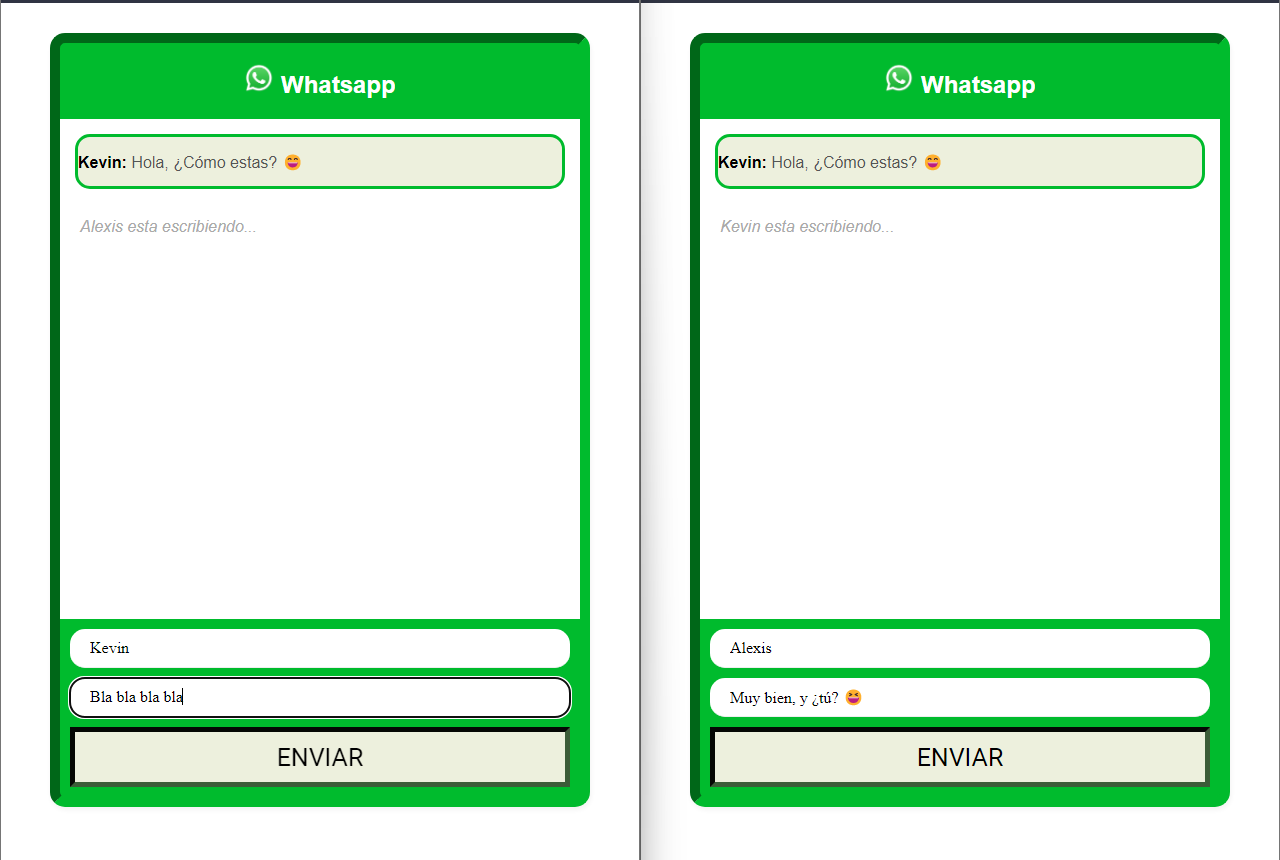 Whatsapp
Kevin: Hola, ¿Cómo estas? 😄
Alexis esta escribiendo...
Kevin
Bla bla bla bla
ENVIAR
Whatsapp
Kevin: Hola, ¿Cómo estas? 😄
Kevin esta escribiendo...
Alexis
Muy bien, y ¿tú? 😆
ENVIAR